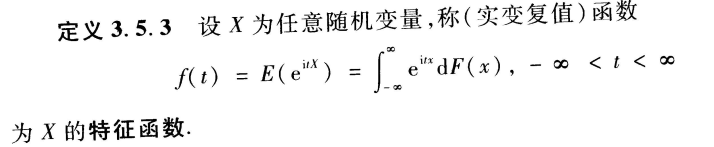 定义 3.5.3 设 X 为任意随机变量,称(实变复值)函数
f(t) = E(e^{itX}) = ∫_{-∞}^{∞} e^{itx} dF(x), - ∞ < t < ∞
为 X 的特征函数.